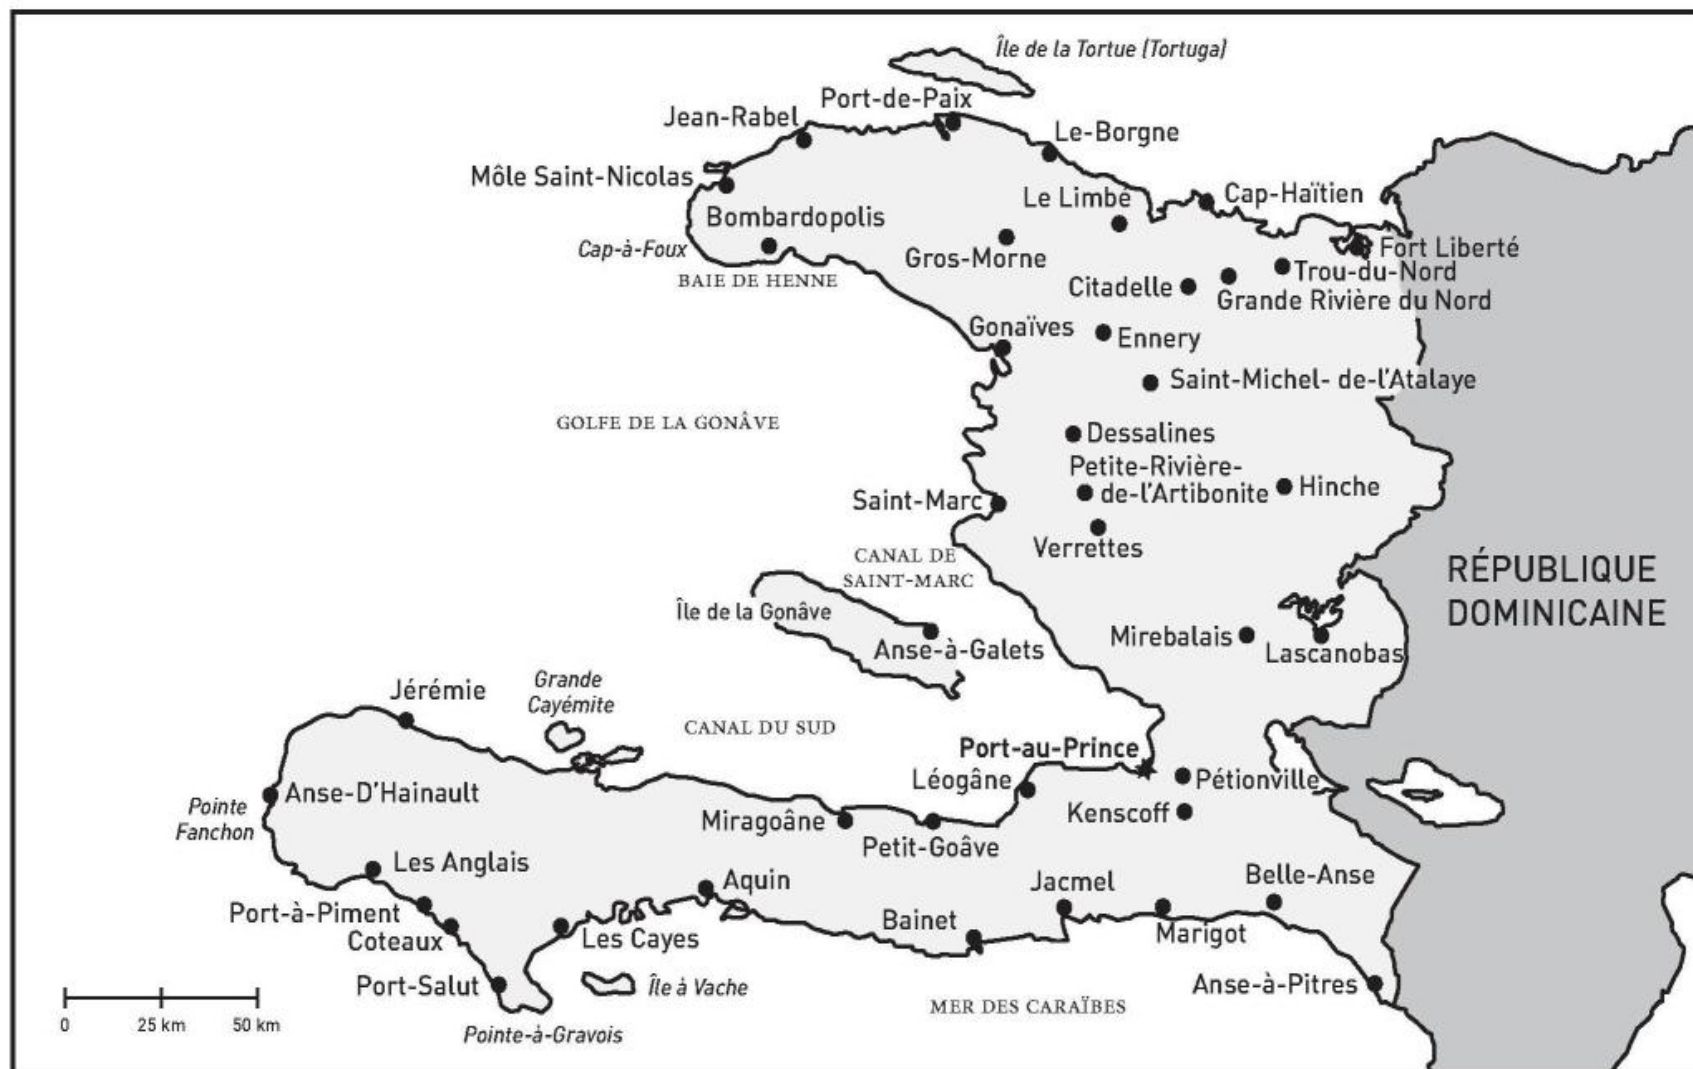 Île de la Tortue (Tortuga)
Port-de-Paix
Jean-Rabel
Le-Borgne
Môle Saint-Nicolas
Le Limbé
Cap-Haïtien
Bombardopolis
Cap-à-Foux
Gros-Morne
Fort Liberté
BAIE DE HENNE
Citadelle
Trou-du-Nord
Grande Rivière du Nord
Gonaïves
Ennery
Saint-Michel- de-l'Atalaye
GOLFE DE LA GONÂVE
Dessalines
Petite-Rivière-
de-l'Artibonite
Hinche
Saint-Marc
Verrettes
CANAL DE
SAINT-MARC
RÉPUBLIQUE
DOMINICAINE
Île de la Gonâve
Anse-à-Galets
Mirebalais
Lascanobas
Jérémie
Grande
Cayémite
CANAL DU SUD
Port-au-Prince
Léogâne
Pétionville
Anse-D'Hainault
Pointe
Fanchon
Miragoâne
Kenscoff
Petit-Goâve
Les Anglais
Aquin
Jacmel
Belle-Anse
Port-à-Piment
Coteaux
Les Cayes
Bainet
Marigot
Port-Salut
Île à Vache
Anse-à-Pitres
MER DES CARAÏBES
0
25 km
50 km
Pointe-à-Gravois